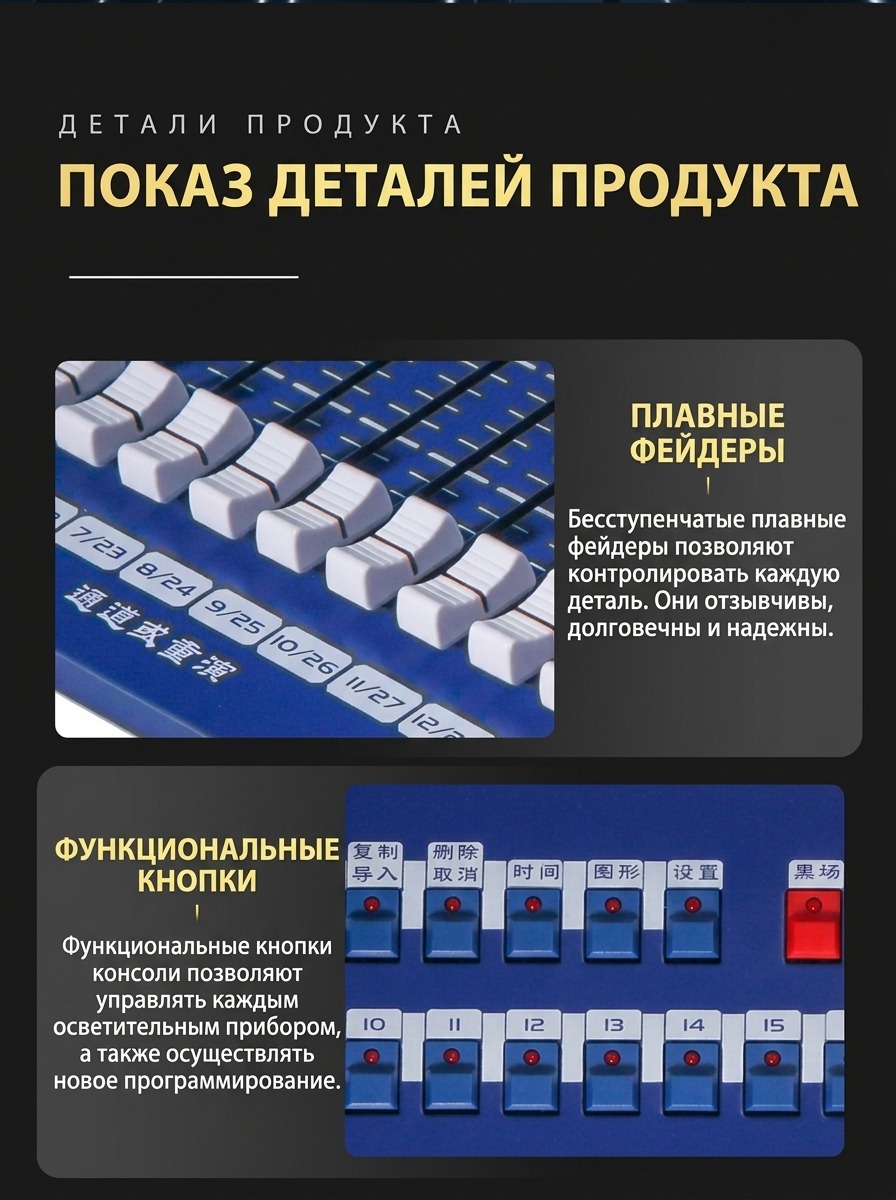 ДЕТАЛИ ПРОДУКТА
ПОКАЗ ДЕТАЛЕЙ ПРОДУКТА
ПЛАВНЫЕ
ФЕЙДЕРЫ
Бесступенчатые плавные
фейдеры позволяют
контролировать каждую
деталь. Они отзывчивы,
долговечны и надежны.
7/23
8/24
9/25
10/26
11/27
通道或重演
ФУНКЦИОНАЛЬНЫЕ
КНОПКИ
Функциональные кнопки
консоли позволяют
управлять каждым
осветительным прибором,
а также осуществлять
новое программирование.
复制 删除
导入 取消 时间 图形 设置 黑场
10 11 12 13 14 15